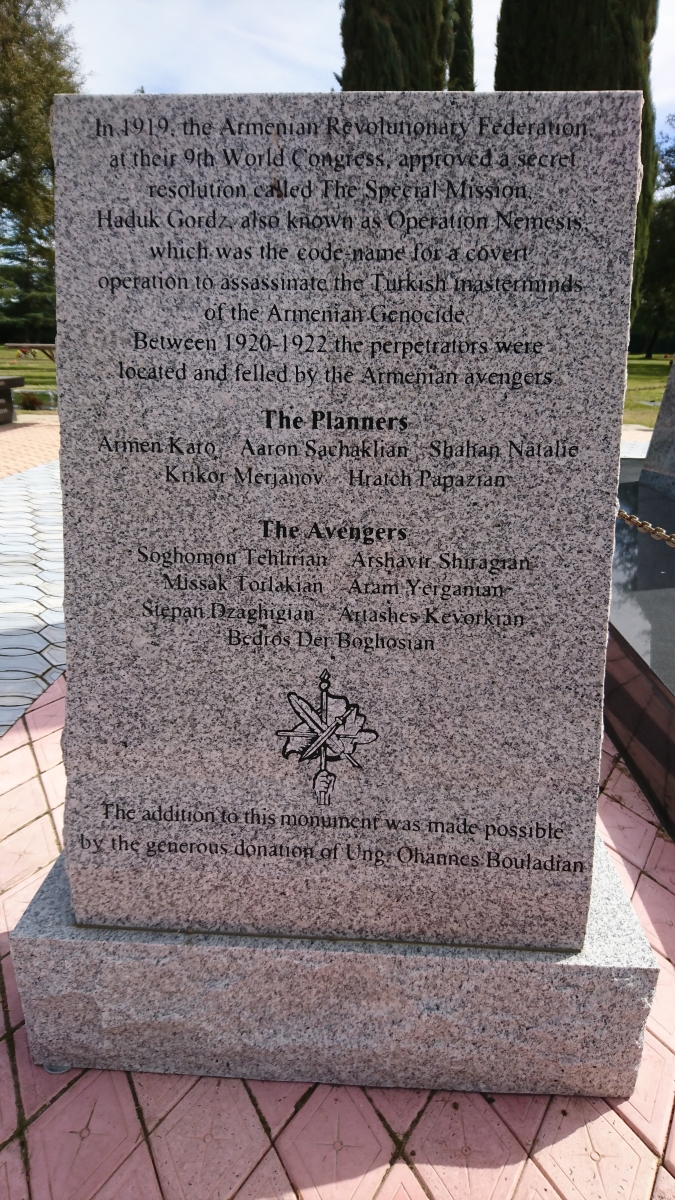 In 1919, the Armenian Revolutionary Federation,
at their 9th World Congress, approved a secret
resolution called The Special Mission,
Haduk Gordz, also known as Operation Nemesis,
which was the code-name for a covert
operation to assassinate the Turkish masterminds
of the Armenian Genocide.
Between 1920-1922 the perpetrators were
located and felled by the Armenian avengers.
The Planners
Armen Karo Aaron Sachaklian Shahan Natalie
Krikor Merjanov Hratch Papazian
The Avengers
Soghomon Tehlirian Arshavir Shiragian
Missak Torlakian Aram Yerganian
Stepan Dzaghigian Artashes Kevorkian
Bedros Der Boghosian
The addition to this monument was made possible
by the generous donation of Ung. Ohannes Bouladian